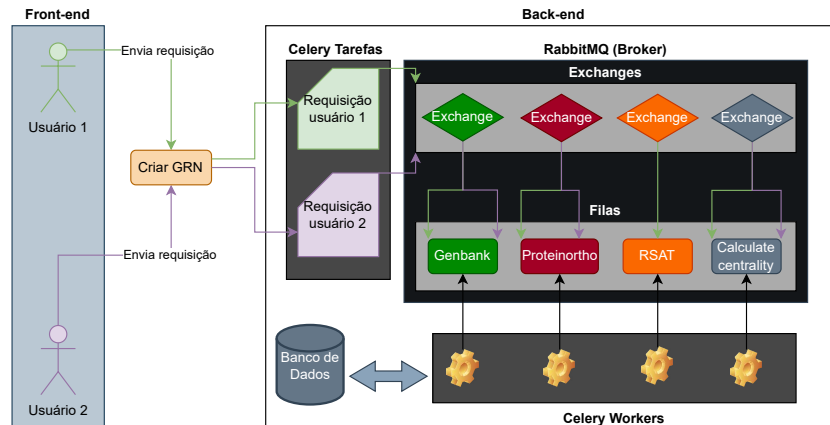 Front-end
Back-end
Envia requisição
Usuário 1
Criar GRN
Envia requisição
Usuário 2
Celery Tarefas
Requisição
usuário 1
Requisição
usuário 2
RabbitMQ (Broker)
Exchanges
Exchange
Exchange
Exchange
Exchange
Filas
Genbank
Proteinortho
RSAT
Calculate
centrality
Banco de
Dados
Celery Workers